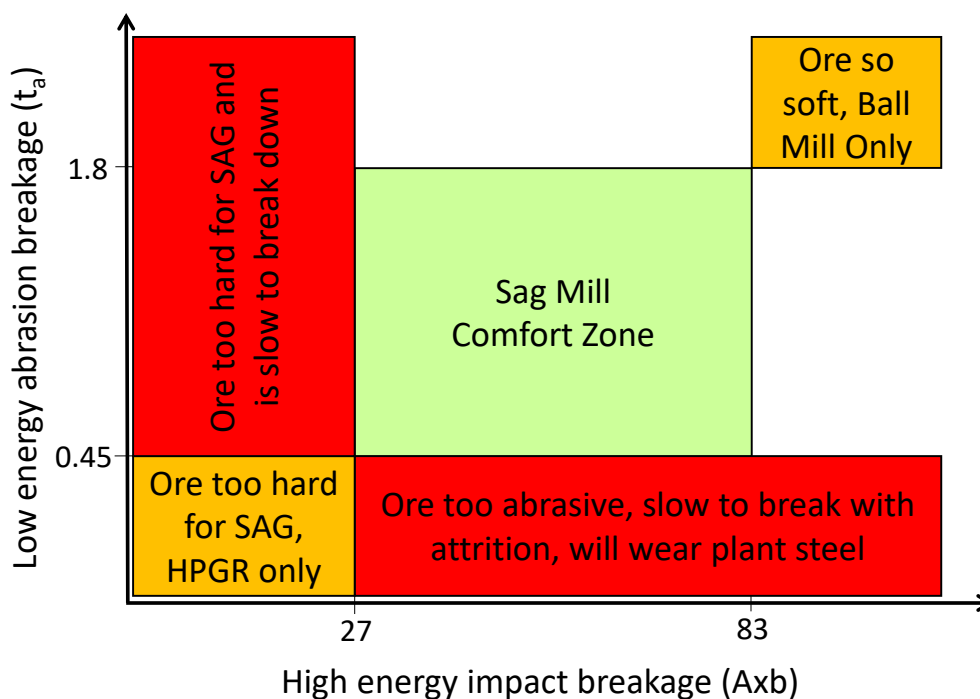 Low energy abrasion breakage (tₐ)
1.8
0.45
Ore too hard for SAG and
is slow to break down
Ore so
soft, Ball
Mill Only
Sag Mill
Comfort Zone
Ore too hard
for SAG,
HPGR only
Ore too abrasive, slow to break with
attrition, will wear plant steel
27
83
High energy impact breakage (Axb)